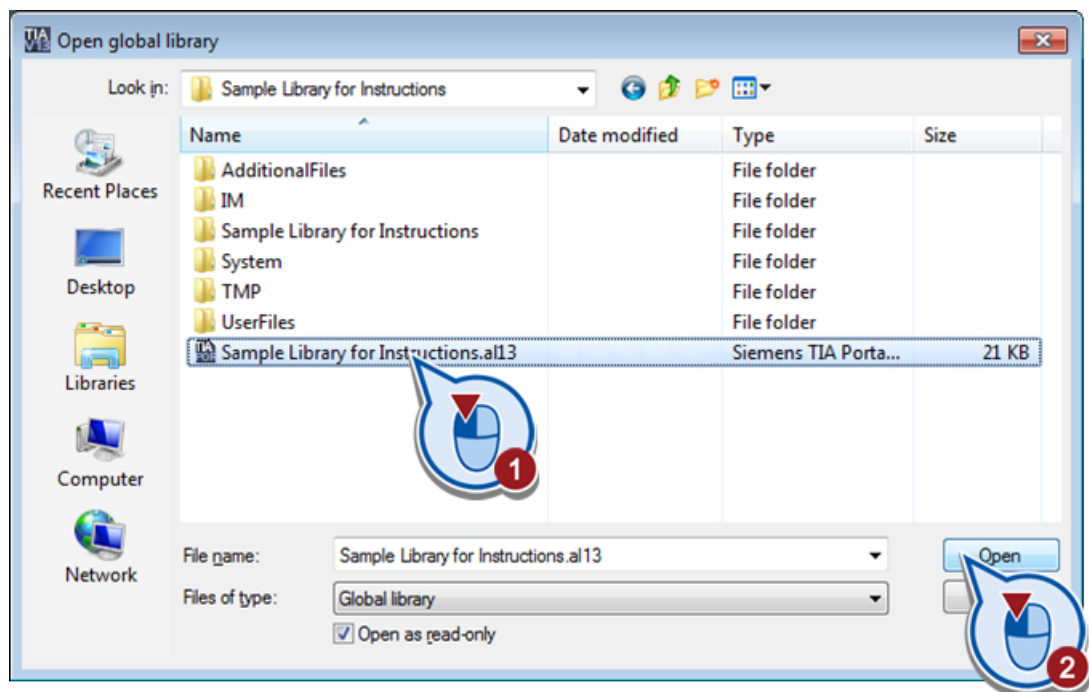 TIA V13 Open global library
Look in: Sample Library for Instructions
Name Date modified Type Size
AdditionalFiles File folder
IM File folder
Sample Library for Instructions File folder
System File folder
TMP File folder
UserFiles File folder
Sample Library for Instructions.al13 Siemens TIA Porta... 21 KB
Recent Places
Desktop
Libraries
Computer
Network
1
File name: Sample Library for Instructions.al13 Open
Files of type: Global library
Open as read-only
2